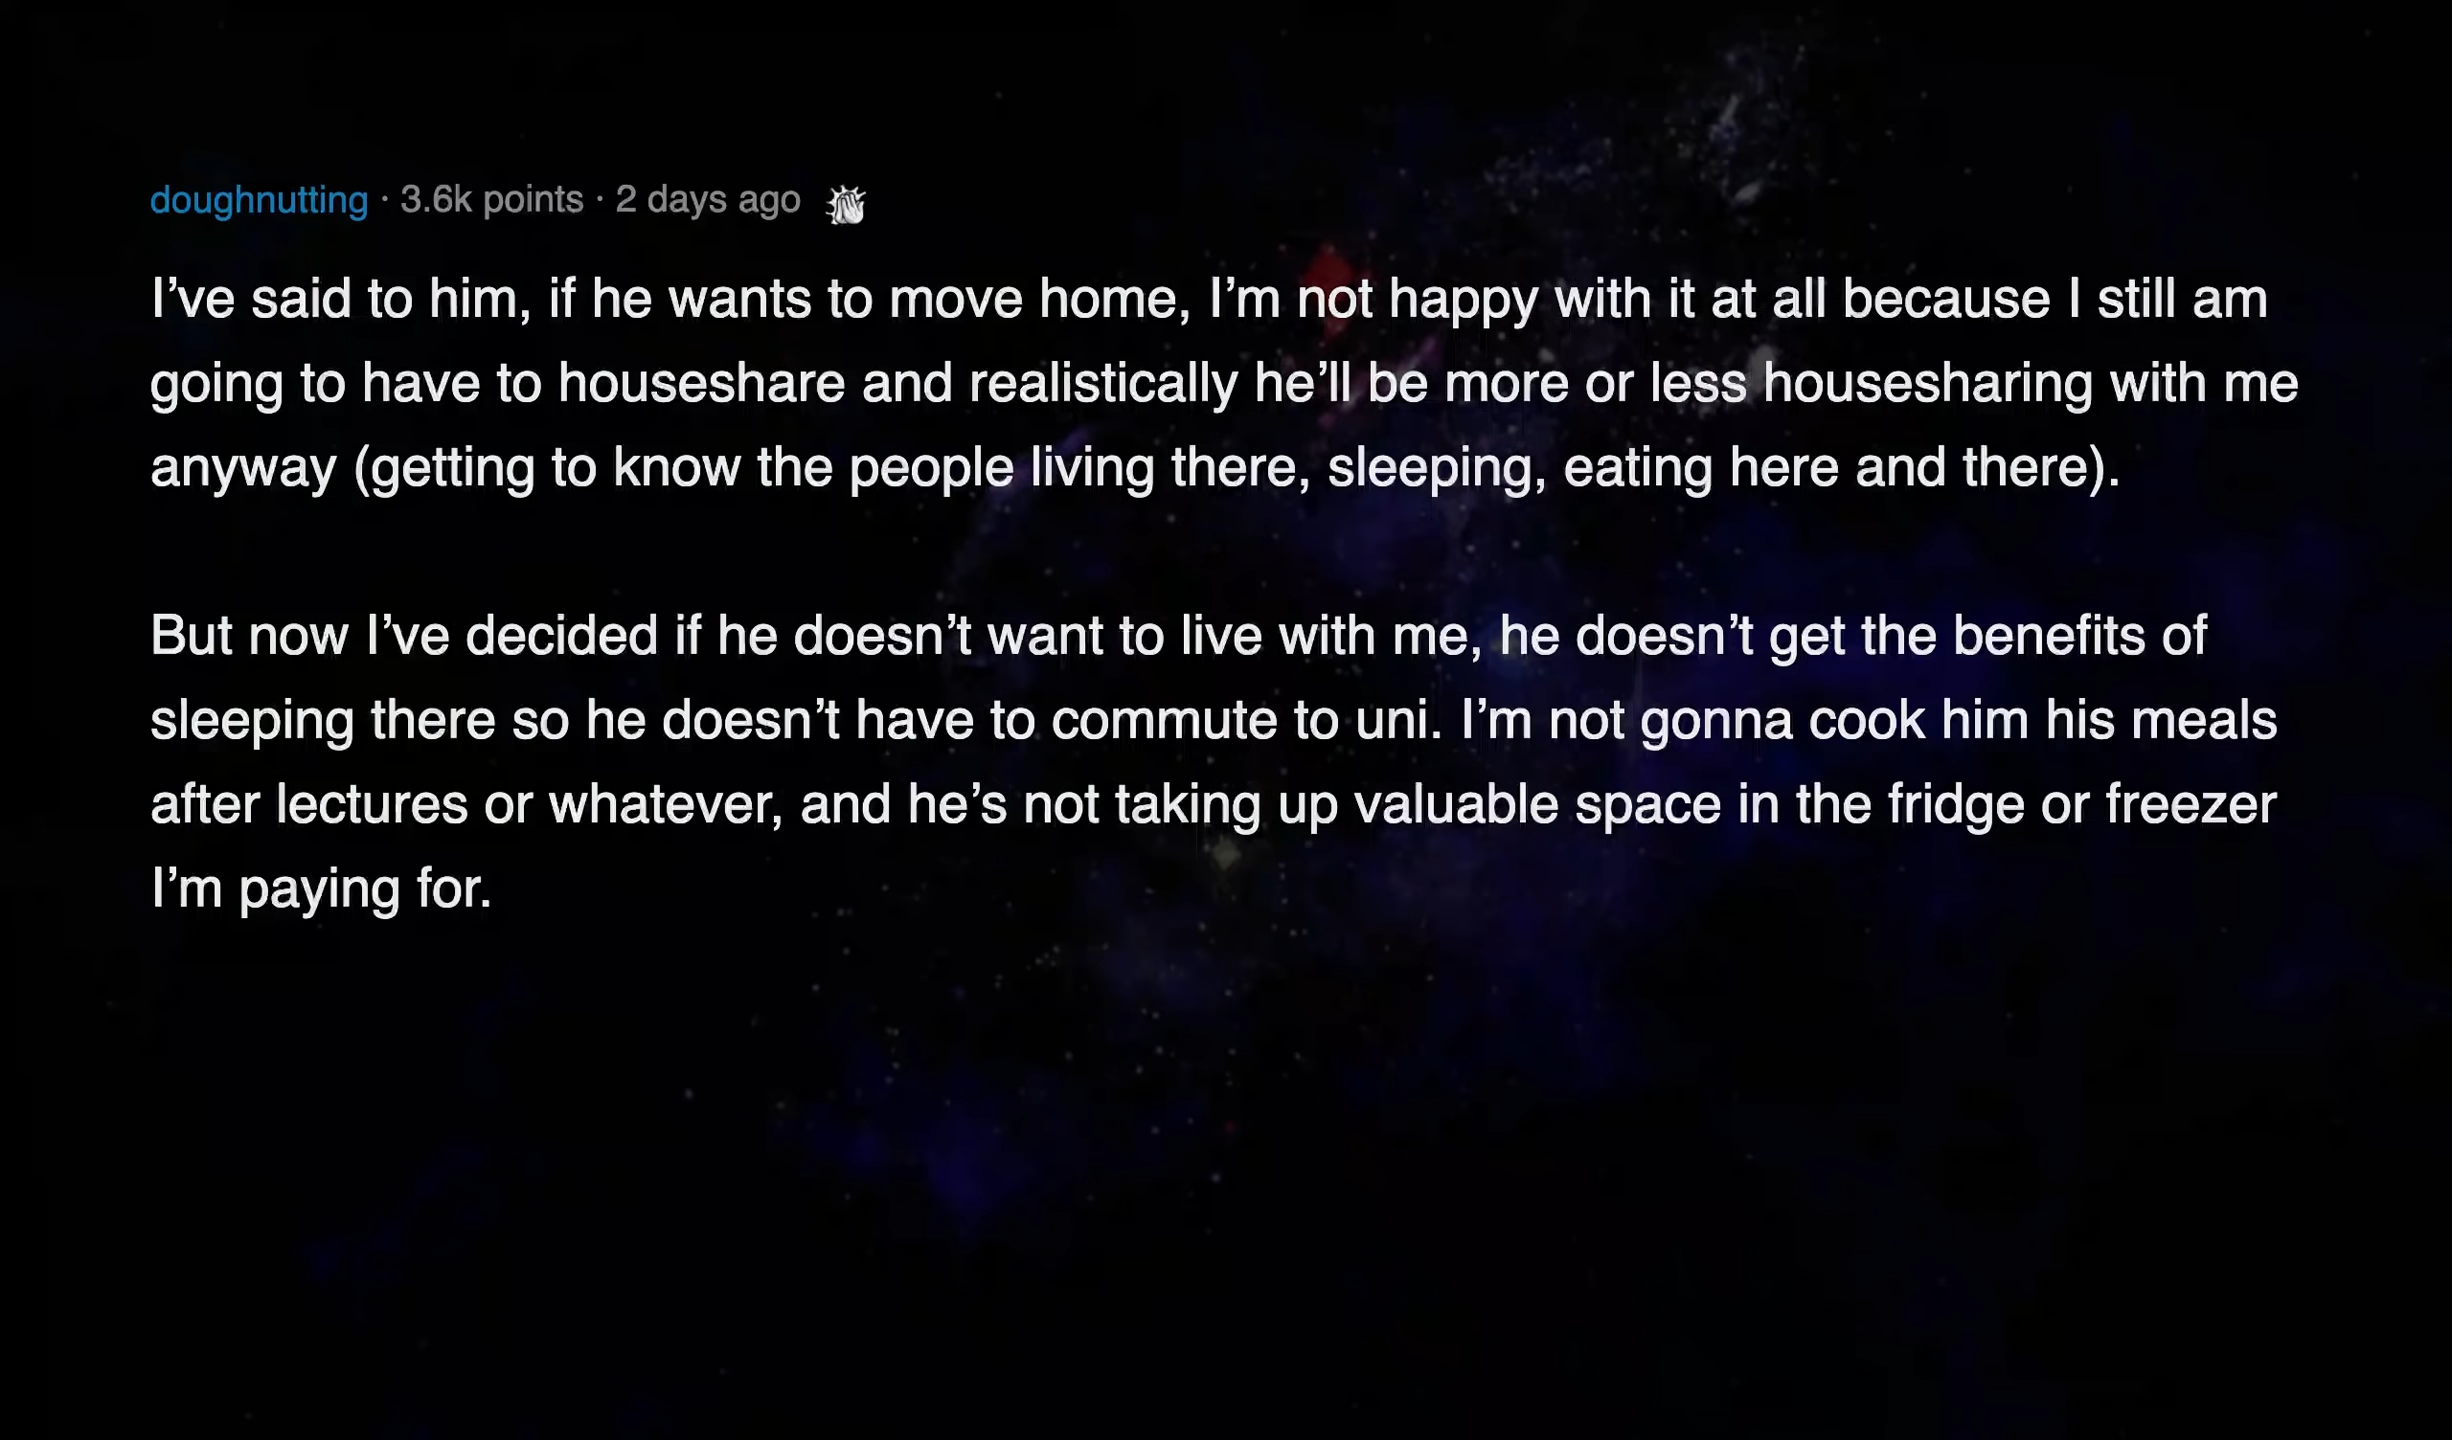 doughnutting · 3.6k points · 2 days ago
I’ve said to him, if he wants to move home, I’m not happy with it at all because I still am
going to have to houseshare and realistically he’ll be more or less housesharing with me
anyway (getting to know the people living there, sleeping, eating here and there).
But now I’ve decided if he doesn’t want to live with me, he doesn’t get the benefits of
sleeping there so he doesn’t have to commute to uni. I’m not gonna cook him his meals
after lectures or whatever, and he’s not taking up valuable space in the fridge or freezer
I’m paying for.